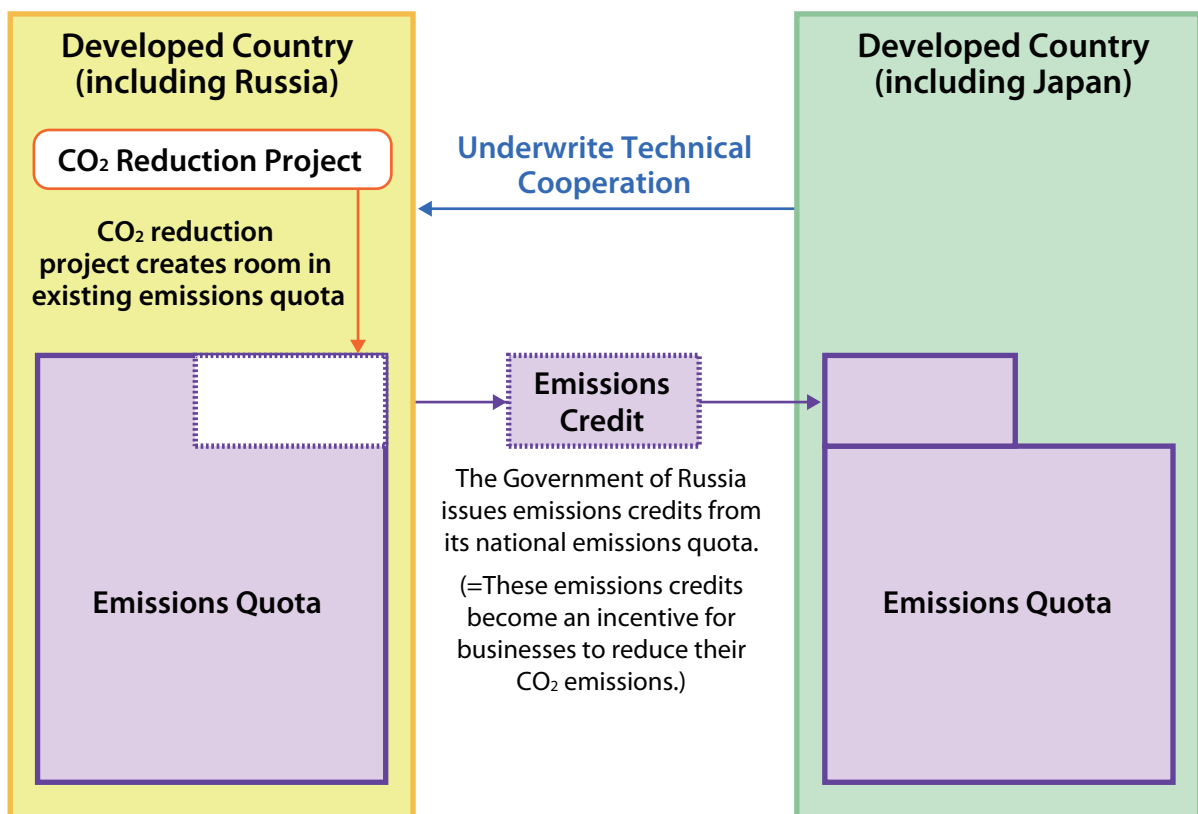 Developed Country
(including Russia)
CO₂ Reduction Project
CO₂ reduction
project creates room in
existing emissions quota
Emissions Quota
Underwrite Technical
Cooperation
Emissions
Credit
The Government of Russia
issues emissions credits from
its national emissions quota.
(=These emissions credits
become an incentive for
businesses to reduce their
CO₂ emissions.)
Developed Country
(including Japan)
Emissions Quota